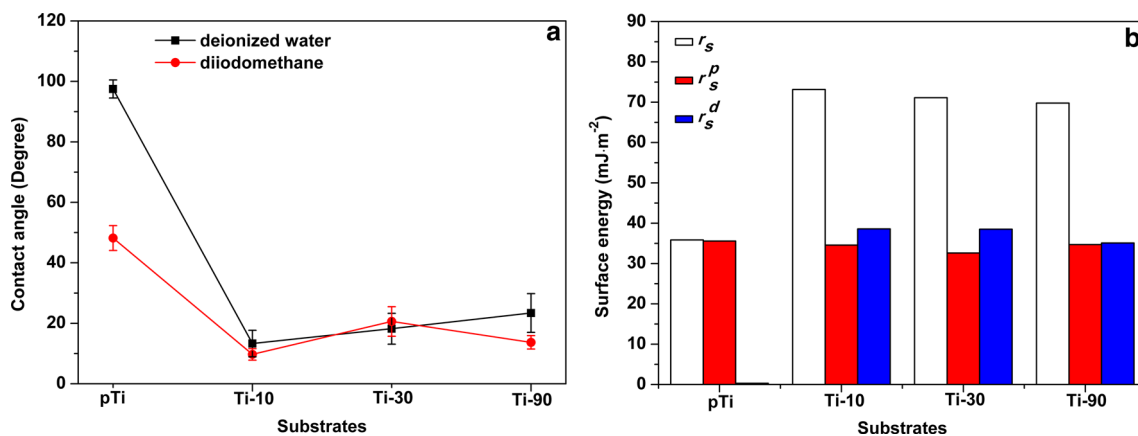 a
deionized water
diiodomethane
120
100
80
60
40
20
0
Contact angle (Degree)
pTi Ti-10 Ti-30 Ti-90
Substrates
b
r_s
r_s^p
r_s^d
90
80
70
60
50
40
30
20
10
0
Surface energy (mJ·m⁻²)
pTi Ti-10 Ti-30 Ti-90
Substrates